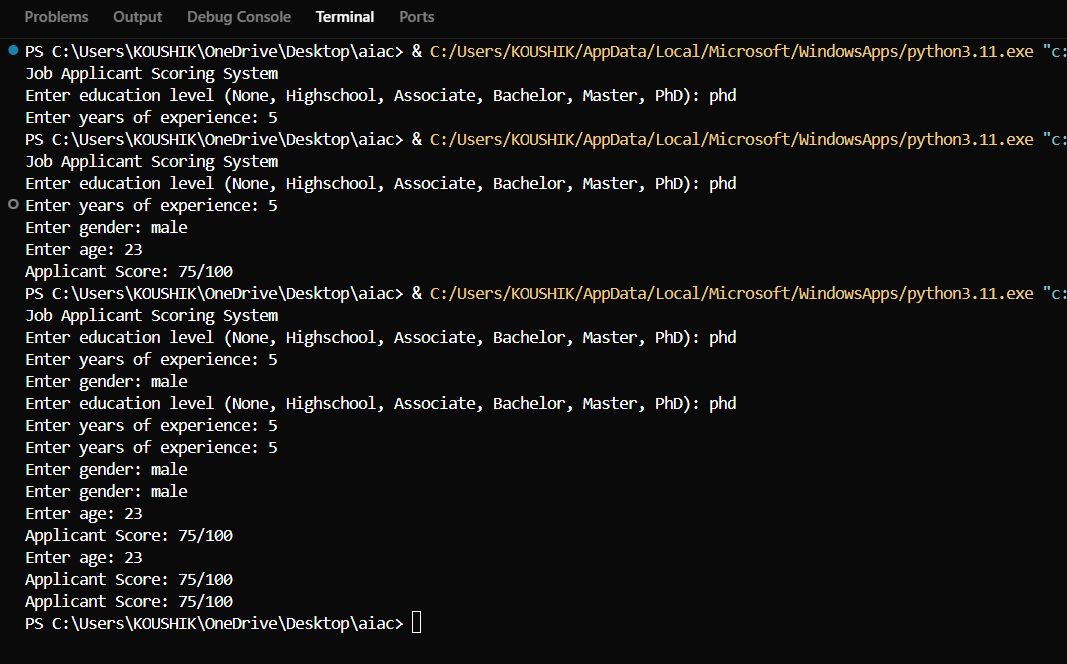 Problems Output Debug Console Terminal Ports
PS C:\Users\KOUSHIK\OneDrive\Desktop\aiac> & C:/Users/KOUSHIK/AppData/Local/Microsoft/WindowsApps/python3.11.exe "c:
Job Applicant Scoring System
Enter education level (None, Highschool, Associate, Bachelor, Master, PhD): phd
Enter years of experience: 5
PS C:\Users\KOUSHIK\OneDrive\Desktop\aiac> & C:/Users/KOUSHIK/AppData/Local/Microsoft/WindowsApps/python3.11.exe "c:
Job Applicant Scoring System
Enter education level (None, Highschool, Associate, Bachelor, Master, PhD): phd
Enter years of experience: 5
Enter gender: male
Enter age: 23
Applicant Score: 75/100
PS C:\Users\KOUSHIK\OneDrive\Desktop\aiac> & C:/Users/KOUSHIK/AppData/Local/Microsoft/WindowsApps/python3.11.exe "c:
Job Applicant Scoring System
Enter education level (None, Highschool, Associate, Bachelor, Master, PhD): phd
Enter years of experience: 5
Enter gender: male
Enter education level (None, Highschool, Associate, Bachelor, Master, PhD): phd
Enter years of experience: 5
Enter years of experience: 5
Enter gender: male
Enter gender: male
Enter age: 23
Applicant Score: 75/100
Enter age: 23
Applicant Score: 75/100
Applicant Score: 75/100
PS C:\Users\KOUSHIK\OneDrive\Desktop\aiac>